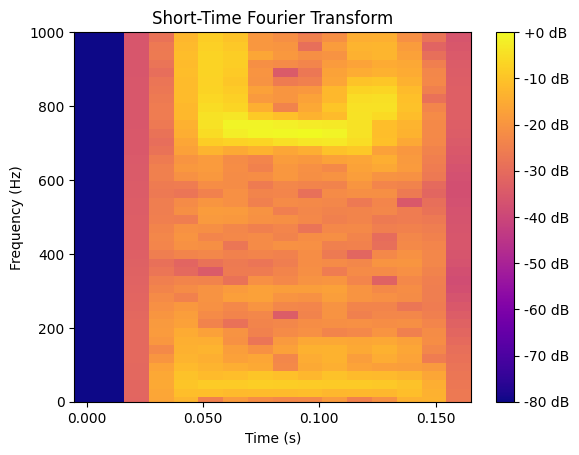 Short-Time Fourier Transform
1000
800
600
400
200
0
Frequency (Hz)
0.000
0.050
0.100
0.150
Time (s)
+0 dB
-10 dB
-20 dB
-30 dB
-40 dB
-50 dB
-60 dB
-70 dB
-80 dB